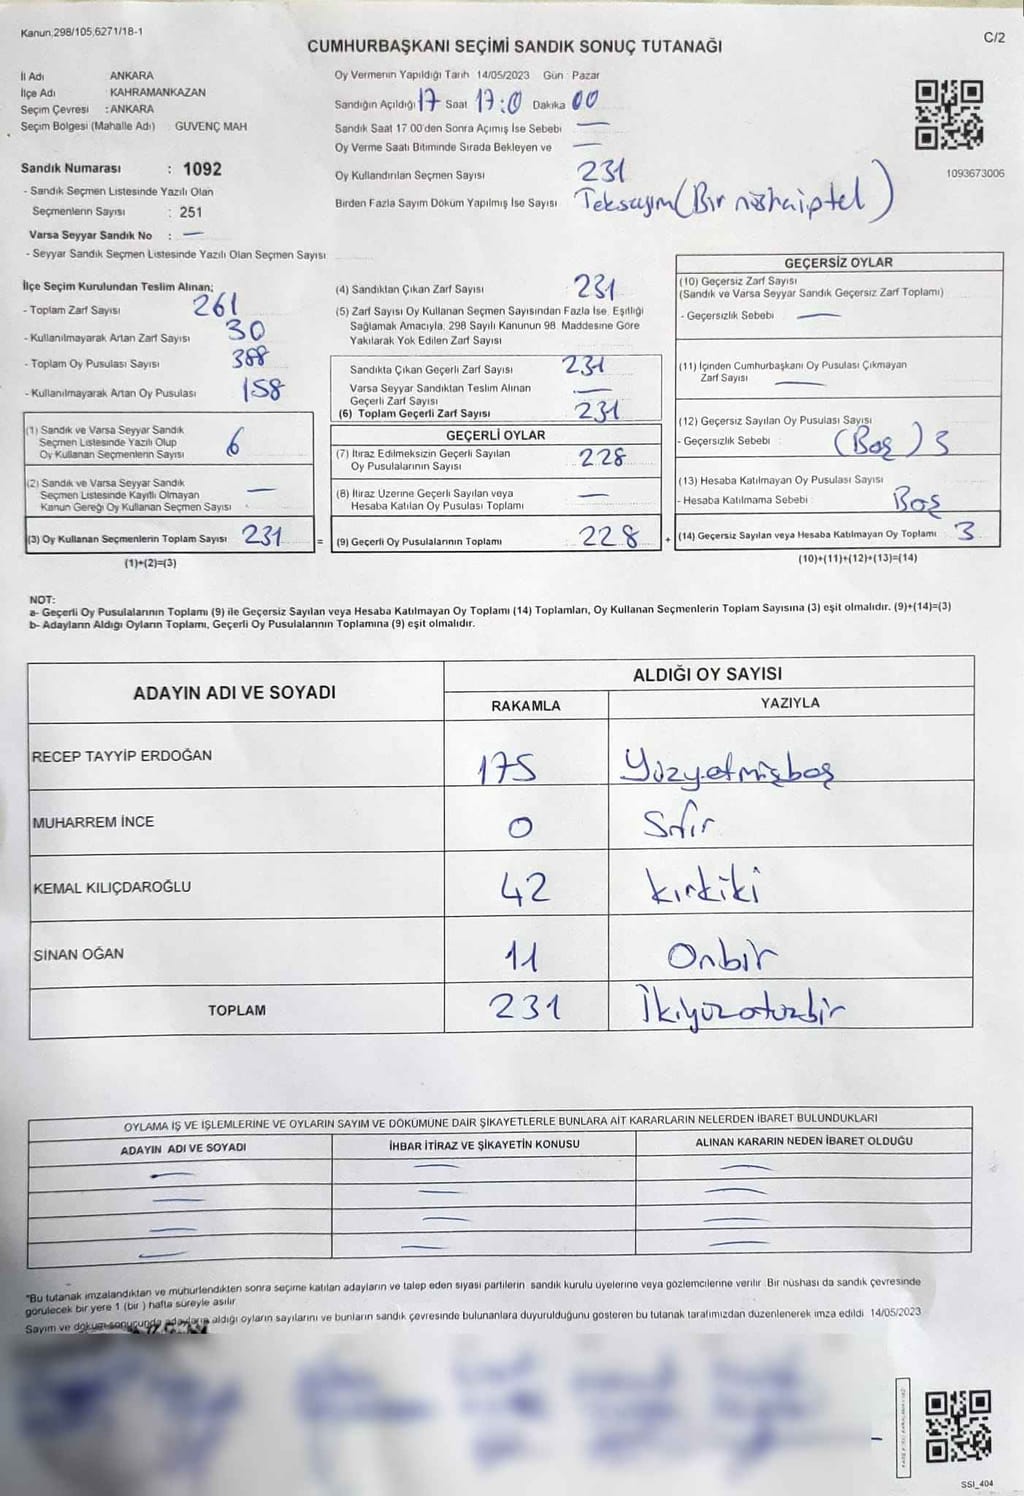 Kanun,298/105,6271/18-1
C/2
CUMHURBAŞKANI SEÇİMİ SANDIK SONUÇ TUTANAĞI
İl Adı ANKARA
İlçe Adı KAHRAMANKAZAN
Seçim Çevresi : ANKARA
Seçim Bölgesi (Mahalle Adı) GÜVENÇ MAH
Oy Vermenin Yapıldığı Tarih 14/05/2023 Gün Pazar
Sandığın Açıldığı 17 Saat 17:0 Dakika 00
Sandık Saat 17 00'den Sonra Açımış İse Sebebi —
Oy Verme Saati Bitiminde Sırada Bekleyen ve —
Oy Kullandırılan Seçmen Sayısı 231
Birden Fazla Sayım Döküm Yapılmış İse Sayısı Teksayım (Bir nüsha iptel)
1093673006
Sandık Numarası : 1092
- Sandık Seçmen Listesinde Yazılı Olan
Seçmenlerin Sayısı : 251
Varsa Seyyar Sandık No : —
- Seyyar Sandık Seçmen Listesinde Yazılı Olan Seçmen Sayısı
İlçe Seçim Kurulundan Teslim Alınan;
- Toplam Zarf Sayısı 261
- Kullanılmayarak Artan Zarf Sayısı 30
- Toplam Oy Pusulası Sayısı 388
- Kullanılmayarak Artan Oy Pusulası 158
(1) Sandık ve Varsa Seyyar Sandık
Seçmen Listesinde Yazılı Olup
Oy Kullanan Seçmenlerin Sayısı 6
(2) Sandık ve Varsa Seyyar Sandık
Seçmen Listesinde Kayıtlı Olmayan
Kanun Gereği Oy Kullanan Seçmen Sayısı —
(3) Oy Kullanan Seçmenlerin Toplam Sayısı 231
(1)+(2)=(3)
(4) Sandıktan Çıkan Zarf Sayısı 231
(5) Zarf Sayısı Oy Kullanan Seçmen Sayısından Fazla İse, Eşitliği
Sağlamak Amacıyla, 298 Sayılı Kanunun 98. Maddesine Göre
Yakılarak Yok Edilen Zarf Sayısı
Sandıkta Çıkan Geçerli Zarf Sayısı 231
Varsa Seyyar Sandıktan Teslim Alınan
Geçerli Zarf Sayısı —
(6) Toplam Geçerli Zarf Sayısı 231
GEÇERLİ OYLAR
(7) İtiraz Edilmeksizin Geçerli Sayılan
Oy Pusulalarının Sayısı 228
(8) İtiraz Üzerine Geçerli Sayılan veya
Hesaba Katılan Oy Pusulası Toplamı —
= (9) Geçerli Oy Pusulalarının Toplamı 228
GEÇERSİZ OYLAR
(10) Geçersiz Zarf Sayısı
(Sandık ve Varsa Seyyar Sandık Geçersiz Zarf Toplamı)
- Geçersizlik Sebebi —
(11) İçinden Cumhurbaşkanı Oy Pusulası Çıkmayan
Zarf Sayısı —
(12) Geçersiz Sayılan Oy Pusulası Sayısı
- Geçersizlik Sebebi : (Boş) 3
(13) Hesaba Katılmayan Oy Pusulası Sayısı
- Hesaba Katılmama Sebebi Boş
+ (14) Geçersiz Sayılan veya Hesaba Katılmayan Oy Toplamı 3
(10)+(11)+(12)+(13)=(14)
NOT:
a- Geçerli Oy Pusulalarının Toplamı (9) ile Geçersiz Sayılan veya Hesaba Katılmayan Oy Toplamı (14) Toplamları, Oy Kullanan Seçmenlerin Toplam Sayısına (3) eşit olmalıdır. (9)+(14)=(3)
b- Adayların Aldığı Oyların Toplamı, Geçerli Oy Pusulalarının Toplamına (9) eşit olmalıdır.
ADAYIN ADI VE SOYADI ALDIĞI OY SAYISI
RAKAMLA YAZIYLA
RECEP TAYYİP ERDOĞAN 175 Yüzyetmişbeş
MUHARREM İNCE 0 Sıfır
KEMAL KILIÇDAROĞLU 42 kırkiki
SİNAN OĞAN 11 Onbir
TOPLAM 231 İkiyüzotuzbir
OYLAMA İŞ VE İŞLEMLERİNE VE OYLARIN SAYIM VE DÖKÜMÜNE DAİR ŞİKAYETLERLE BUNLARA AİT KARARLARIN NELERDEN İBARET BULUNDUKLARI
ADAYIN ADI VE SOYADI İHBAR İTİRAZ VE ŞİKAYETİN KONUSU ALINAN KARARIN NEDEN İBARET OLDUĞU
— — —
— — —
— — —
— — —
"Bu tutanak imzalandıktan ve mühürlendikten sonra seçime katılan adayların ve talep eden siyasi partilerin sandık kurulu üyelerine veya gözlemcilerine verilir. Bir nüshası da sandık çevresinde
görülecek bir yere 1 (bir ) hafta süreyle asılır
Sayım ve döküm sonucunda adayların aldığı oyların sayılarını ve bunların sandık çevresinde bulunanlara duyurulduğunu gösteren bu tutanak tarafımızdan düzenlenerek imza edildi 14/05/2023
SSI_404